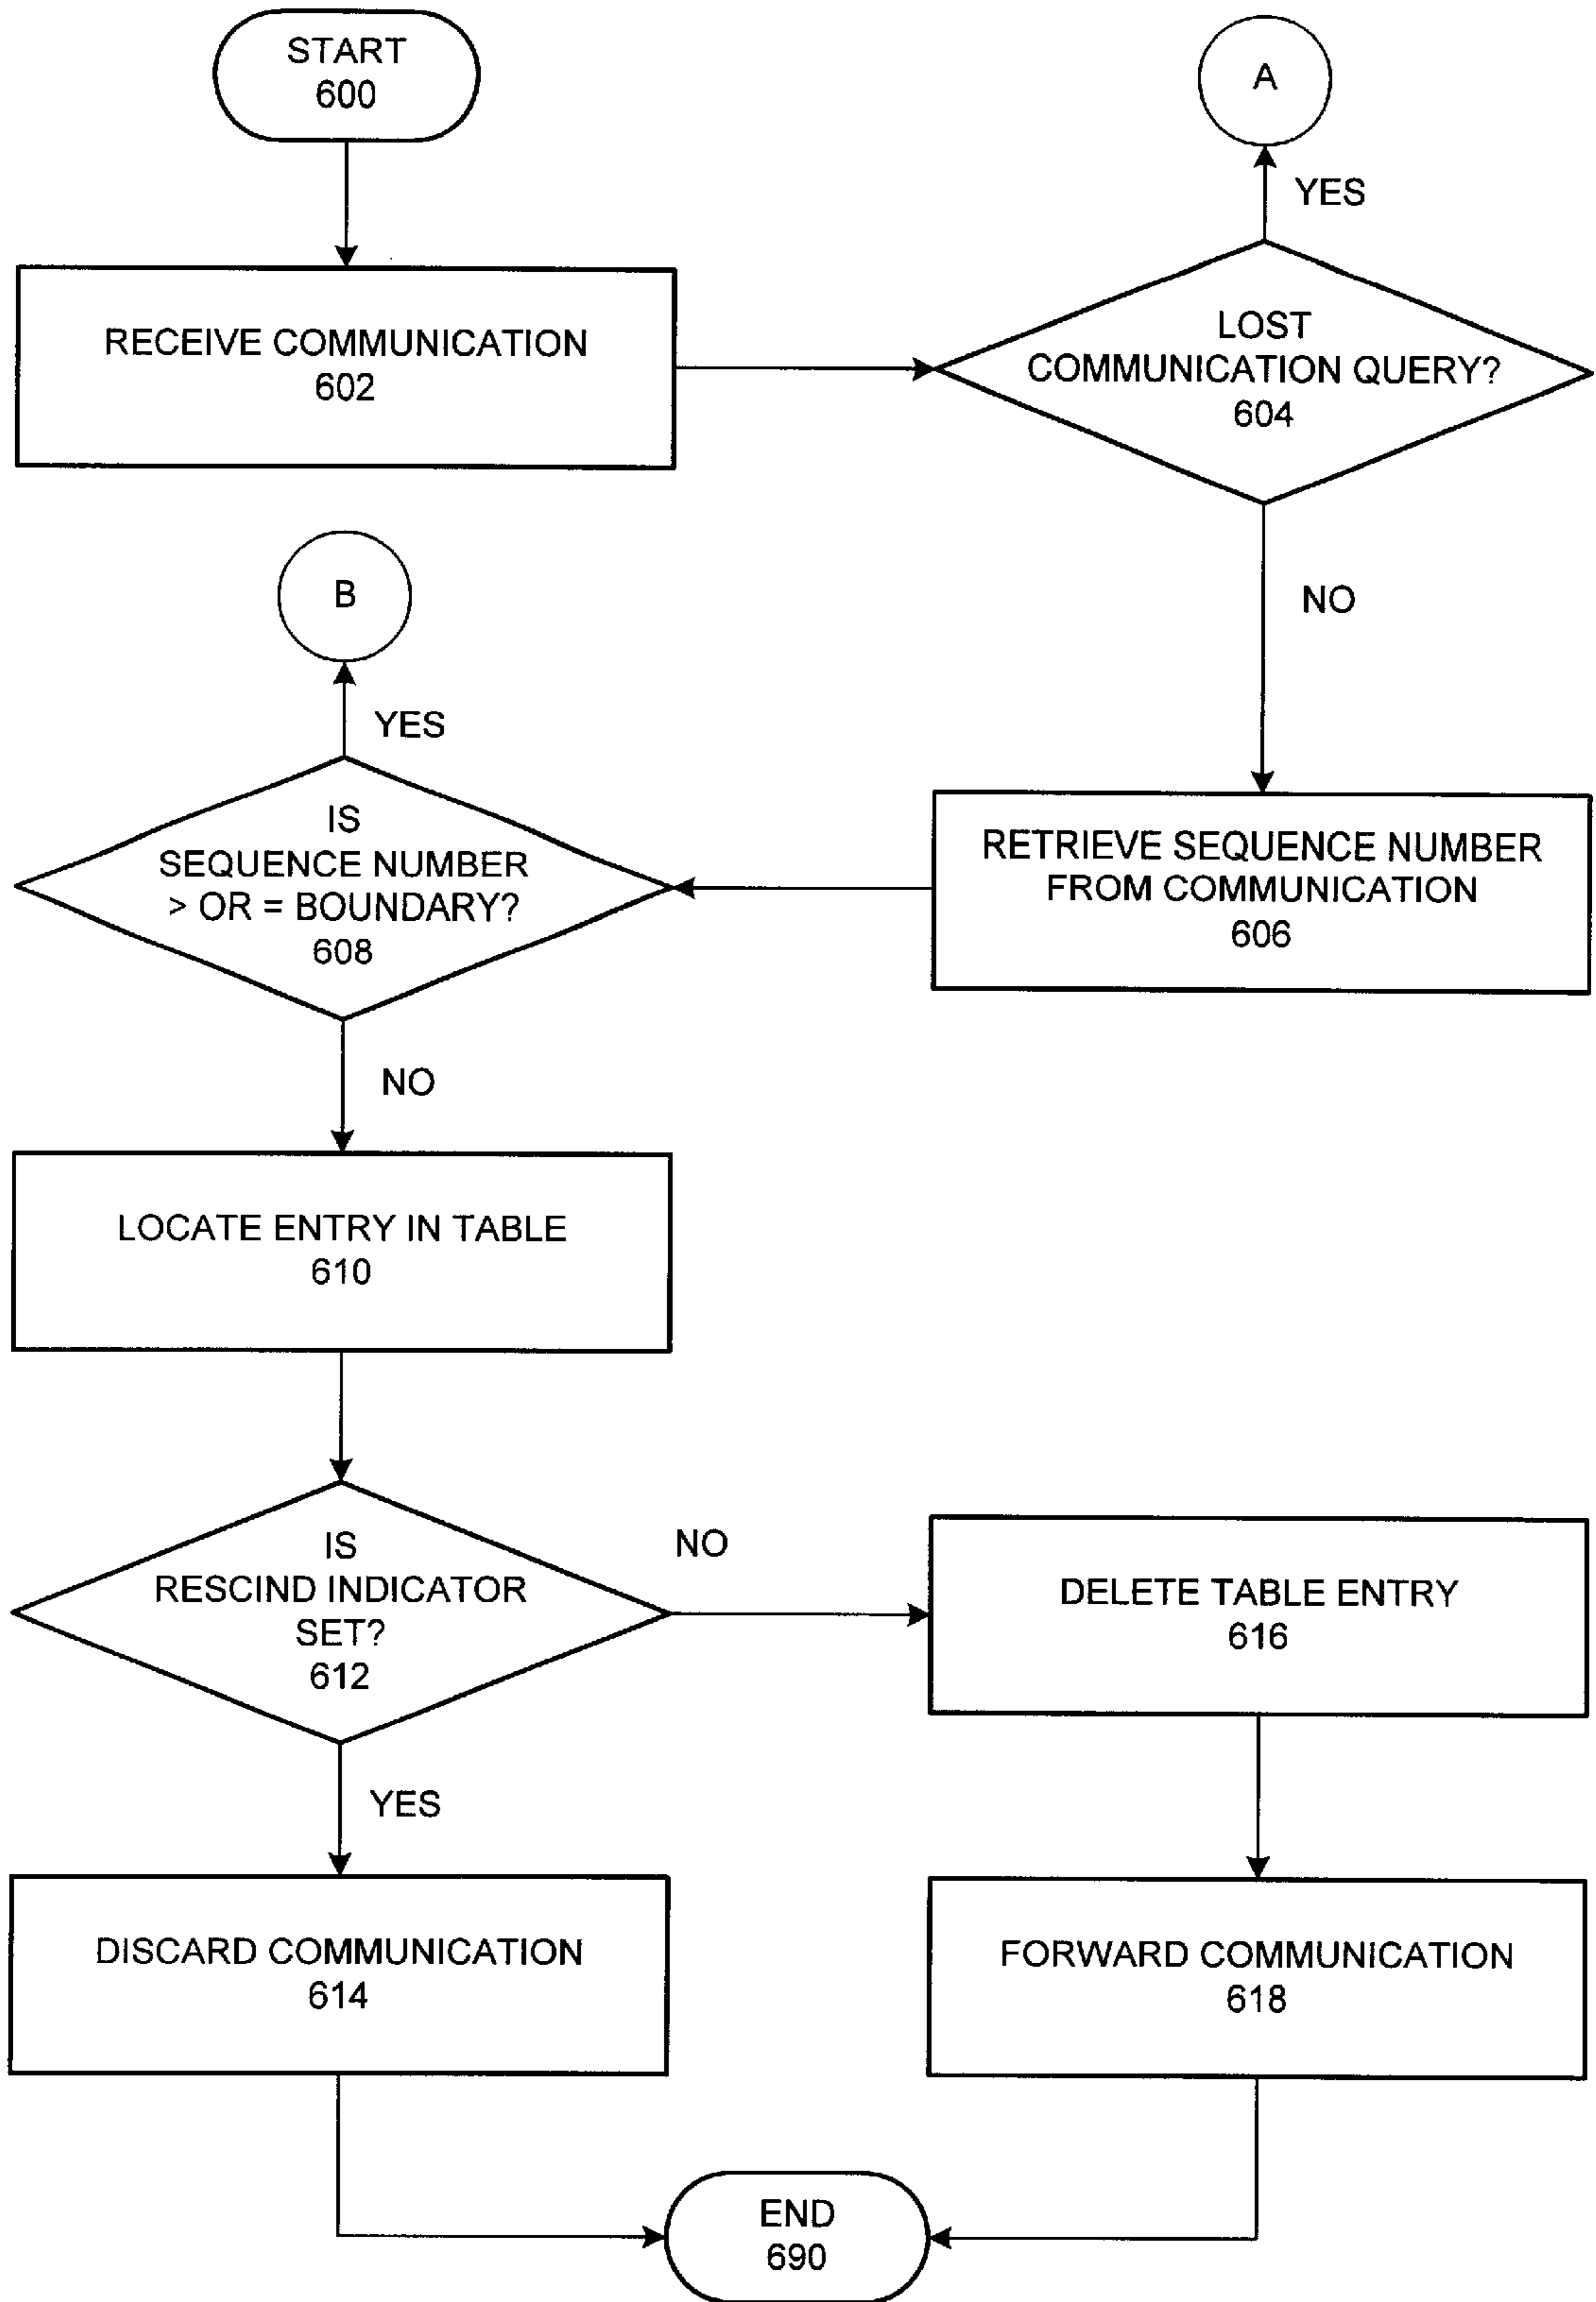 START
600
A
YES
RECEIVE COMMUNICATION
602
LOST
COMMUNICATION QUERY?
604
NO
B
YES
IS
SEQUENCE NUMBER
> OR = BOUNDARY?
608
RETRIEVE SEQUENCE NUMBER
FROM COMMUNICATION
606
NO
LOCATE ENTRY IN TABLE
610
IS
RESCIND INDICATOR
SET?
612
NO
DELETE TABLE ENTRY
616
YES
DISCARD COMMUNICATION
614
FORWARD COMMUNICATION
618
END
690